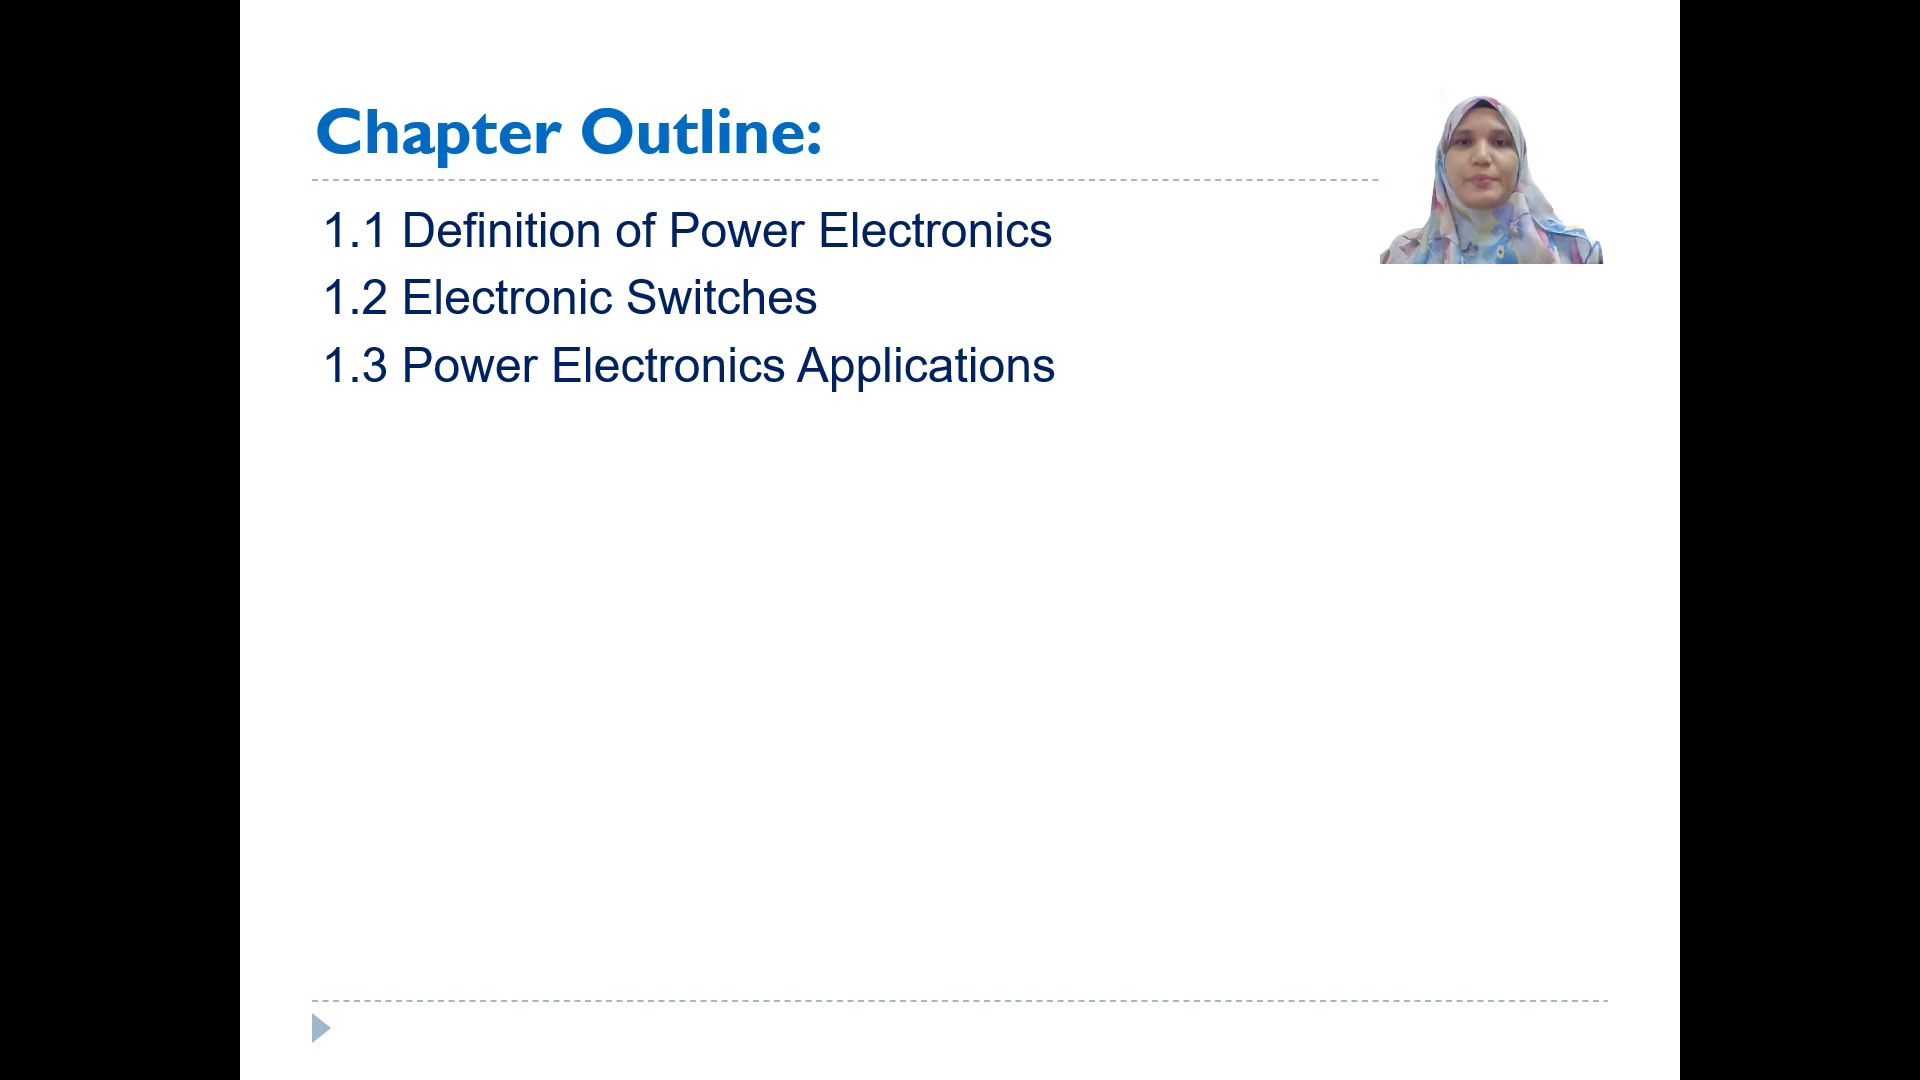 Chapter Outline:
1.1 Definition of Power Electronics
1.2 Electronic Switches
1.3 Power Electronics Applications